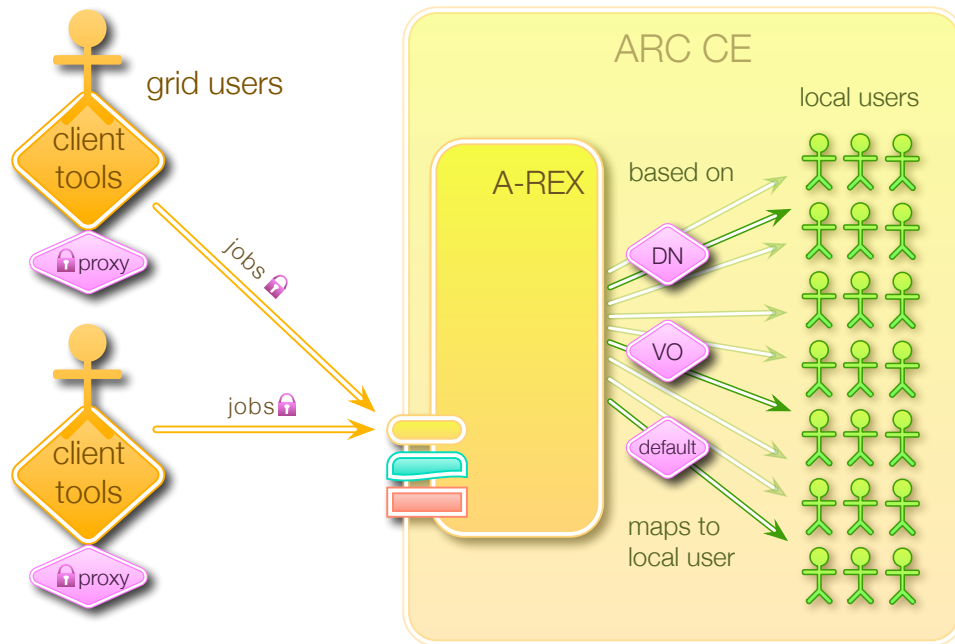 ARC CE
grid users
client
tools
proxy
jobs
client
tools
proxy
jobs
A-REX
based on
DN
VO
default
maps to
local user
local users